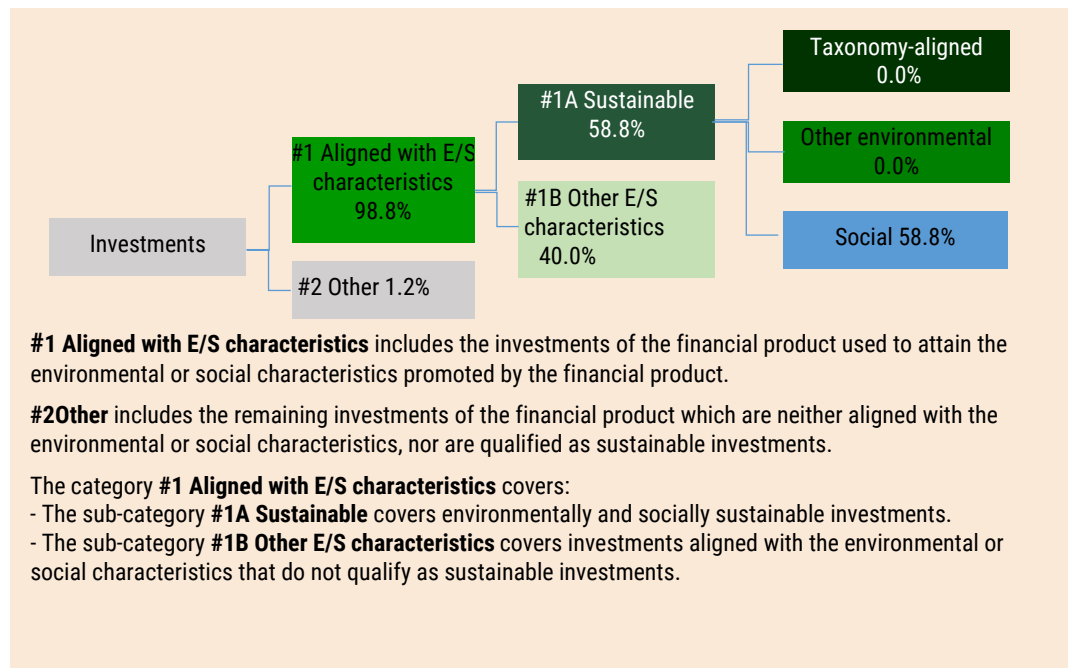 Taxonomy-aligned
0.0%
#1A Sustainable
58.8%
Other environmental
0.0%
#1 Aligned with E/S
characteristics
98.8%
#1B Other E/S
characteristics
40.0%
Investments
Social 58.8%
#2 Other 1.2%
#1 Aligned with E/S characteristics includes the investments of the financial product used to attain the
environmental or social characteristics promoted by the financial product.
#2Other includes the remaining investments of the financial product which are neither aligned with the
environmental or social characteristics, nor are qualified as sustainable investments.
The category #1 Aligned with E/S characteristics covers:
- The sub-category #1A Sustainable covers environmentally and socially sustainable investments.
- The sub-category #1B Other E/S characteristics covers investments aligned with the environmental or
social characteristics that do not qualify as sustainable investments.